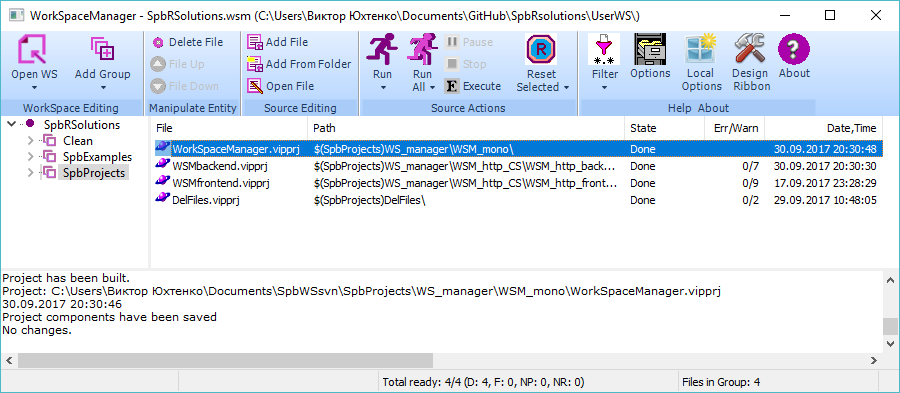 WorkSpaceManager - SpbRSolutions.wsm (C:\Users\Виктор Юхтенко\Documents\GitHub\SpbRsolutions\UserWS\)
Open WS
Add Group
WorkSpace Editing
Delete File
File Up
File Down
Manipulate Entity
Add File
Add From Folder
Open File
Source Editing
Run
Run All
Pause
Stop
Execute
Reset Selected
Source Actions
Filter
Options
Local Options
Design Ribbon
About
Help About
SpbRSolutions
Clean
SpbExamples
SpbProjects
File Path State Err/Warn Date,Time
WorkSpaceManager.vipprj $(SpbProjects)WS_manager\WSM_mono\ Done 30.09.2017 20:30:48
WSMbackend.vipprj $(SpbProjects)WS_manager\WSM_http_CS\WSM_http_back... Done 0/7 30.09.2017 20:30:30
WSMfrontend.vipprj $(SpbProjects)WS_manager\WSM_http_CS\WSM_http_front... Done 0/9 17.09.2017 23:28:29
DelFiles.vipprj $(SpbProjects)DelFiles\ Done 0/2 29.09.2017 10:48:05
Project has been built.
Project: C:\Users\Виктор Юхтенко\Documents\SpbWSsvn\SpbProjects\WS_manager\WSM_mono\WorkSpaceManager.vipprj
30.09.2017 20:30:46
Project components have been saved
No changes.
Total ready: 4/4 (D: 4, F: 0, NP: 0, NR: 0)
Files in Group: 4